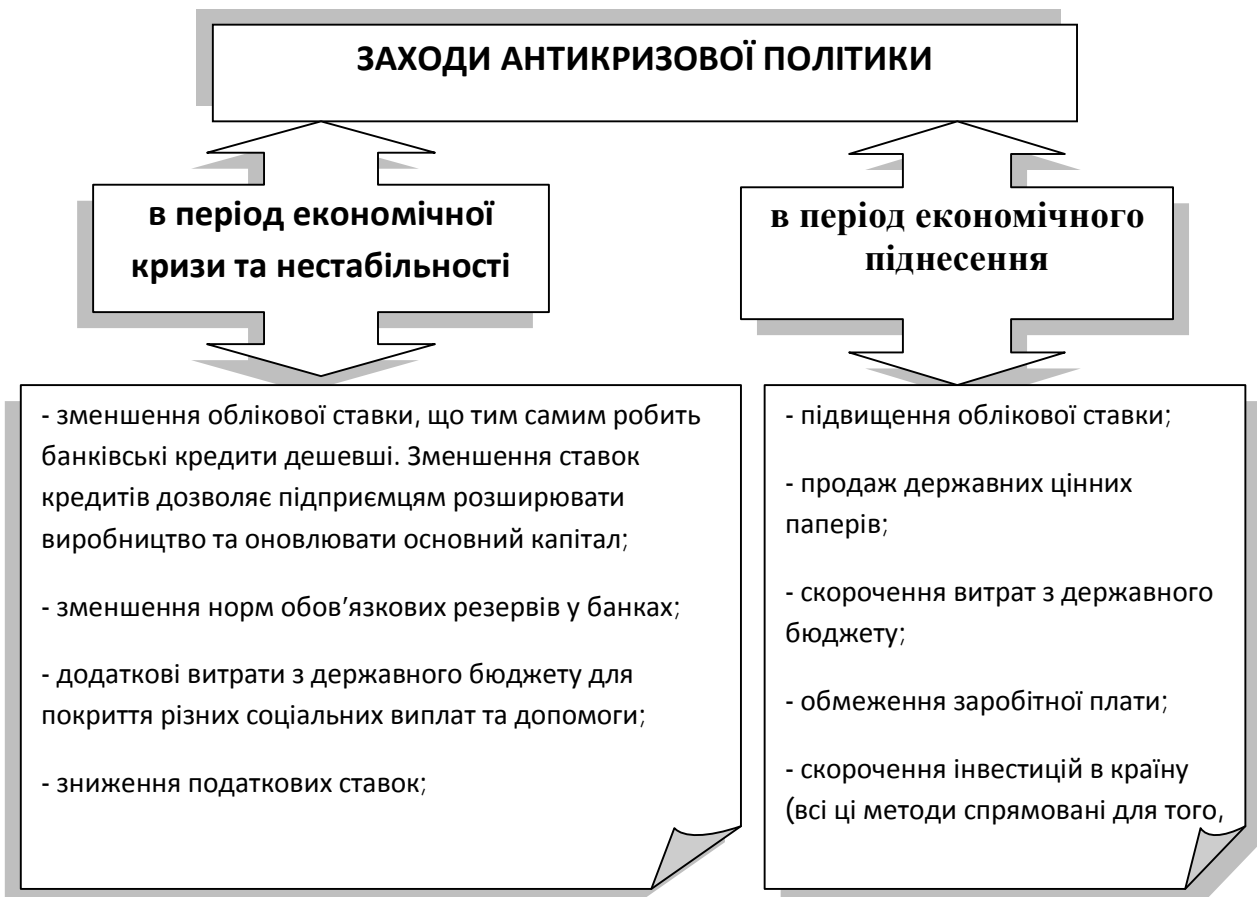 ЗАХОДИ АНТИКРИЗОВОЇ ПОЛІТИКИ
в період економічної
кризи та нестабільності
в період економічного
піднесення
- зменшення облікової ставки, що тим самим робить
банківські кредити дешевші. Зменшення ставок
кредитів дозволяє підприємцям розширювати
виробництво та оновлювати основний капітал;
- зменшення норм обов’язкових резервів у банках;
- додаткові витрати з державного бюджету для
покриття різних соціальних виплат та допомоги;
- зниження податкових ставок;
- підвищення облікової ставки;
- продаж державних цінних
паперів;
- скорочення витрат з державного
бюджету;
- обмеження заробітної плати;
- скорочення інвестицій в країну
(всі ці методи спрямовані для того,